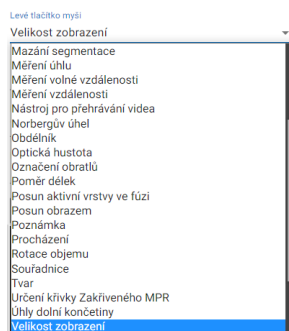 Levé tlačítko myši
Velikost zobrazení
Mazání segmentace
Měření úhlu
Měření volné vzdálenosti
Měření vzdálenosti
Nástroj pro přehrávání videa
Norbergův úhel
Obdélník
Optická hustota
Označení obratlů
Poměr délek
Posun aktivní vrstvy ve fúzi
Posun obrazem
Poznámka
Procházení
Rotace objemu
Souřadnice
Tvar
Určení křivky Zakřiveného MPR
Úhly dolní končetiny
Velikost zobrazení